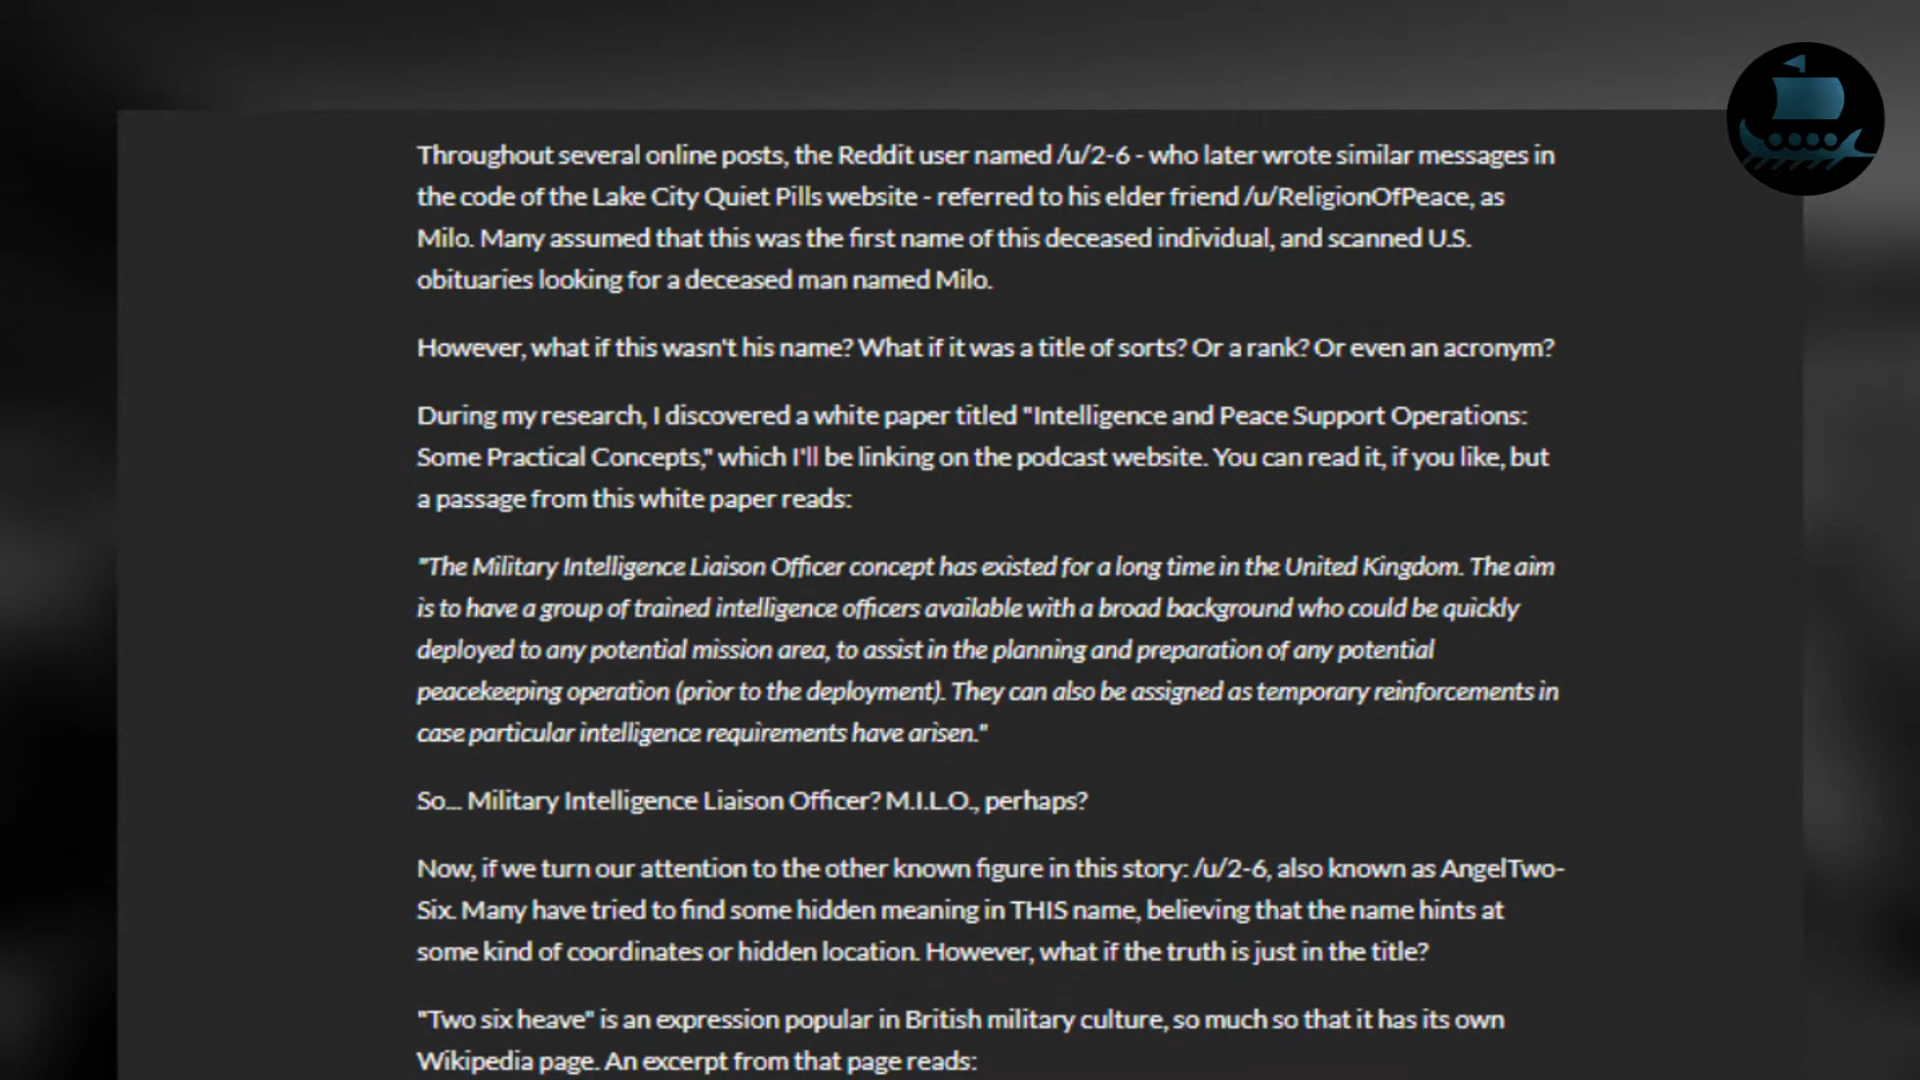 Throughout several online posts, the Reddit user named /u/2-6 - who later wrote similar messages in
the code of the Lake City Quiet Pills website - referred to his elder friend /u/ReligionOfPeace, as
Milo. Many assumed that this was the first name of this deceased individual, and scanned U.S.
obituaries looking for a deceased man named Milo.
However, what if this wasn't his name? What if it was a title of sorts? Or a rank? Or even an acronym?
During my research, I discovered a white paper titled "Intelligence and Peace Support Operations:
Some Practical Concepts," which I'll be linking on the podcast website. You can read it, if you like, but
a passage from this white paper reads:
"The Military Intelligence Liaison Officer concept has existed for a long time in the United Kingdom. The aim
is to have a group of trained intelligence officers available with a broad background who could be quickly
deployed to any potential mission area, to assist in the planning and preparation of any potential
peacekeeping operation (prior to the deployment). They can also be assigned as temporary reinforcements in
case particular intelligence requirements have arisen."
So... Military Intelligence Liaison Officer? M.I.L.O., perhaps?
Now, if we turn our attention to the other known figure in this story: /u/2-6, also known as AngelTwo-
Six. Many have tried to find some hidden meaning in THIS name, believing that the name hints at
some kind of coordinates or hidden location. However, what if the truth is just in the title?
"Two six heave" is an expression popular in British military culture, so much so that it has its own
Wikipedia page. An excerpt from that page reads: